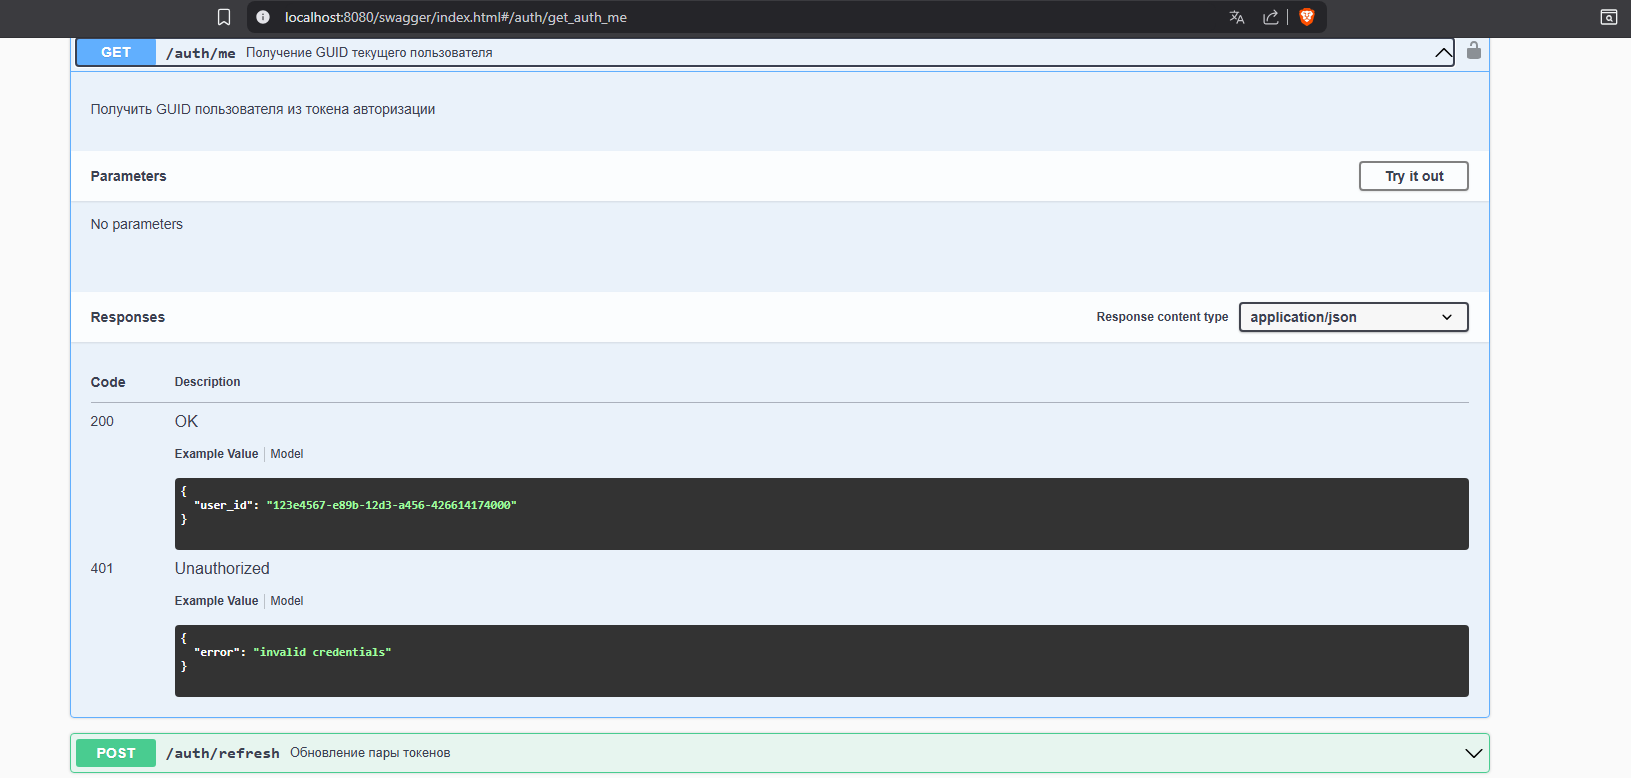 localhost:8080/swagger/index.html#/auth/get_auth_me
GET /auth/me Получение GUID текущего пользователя
Получить GUID пользователя из токена авторизации
Parameters
Try it out
No parameters
Responses
Response content type
application/json
Code Description
200 OK
Example Value Model
{
"user_id": "123e4567-e89b-12d3-a456-426614174000"
}
401 Unauthorized
Example Value Model
{
"error": "invalid credentials"
}
POST /auth/refresh Обновление пары токенов